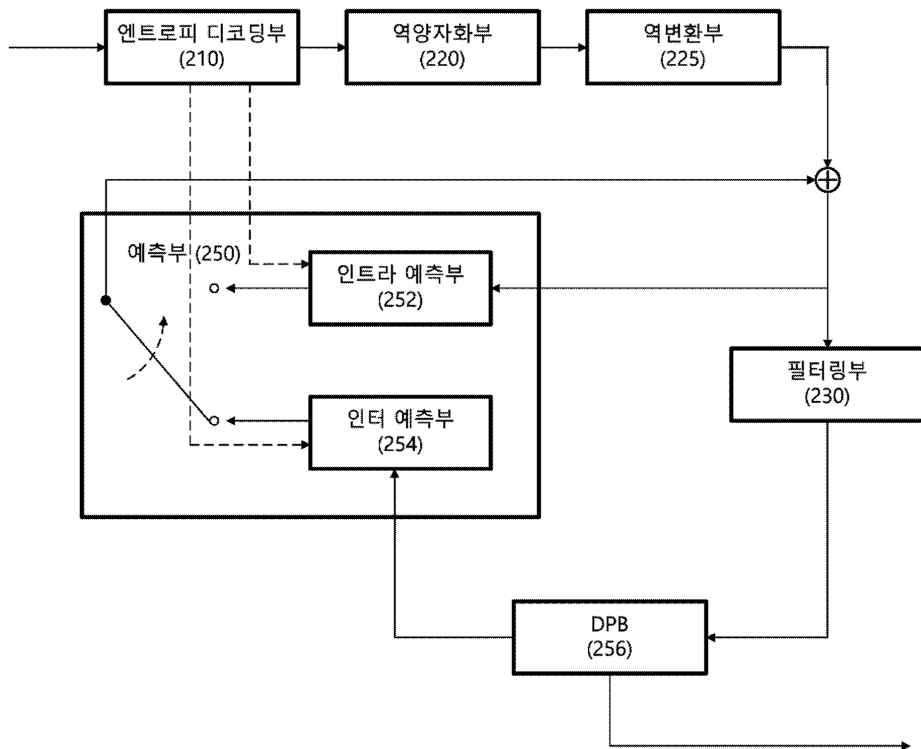 엔트로피 디코딩부
(210)
역양자화부
(220)
역변환부
(225)
예측부 (250)
인트라 예측부
(252)
필터링부
(230)
인터 예측부
(254)
DPB
(256)